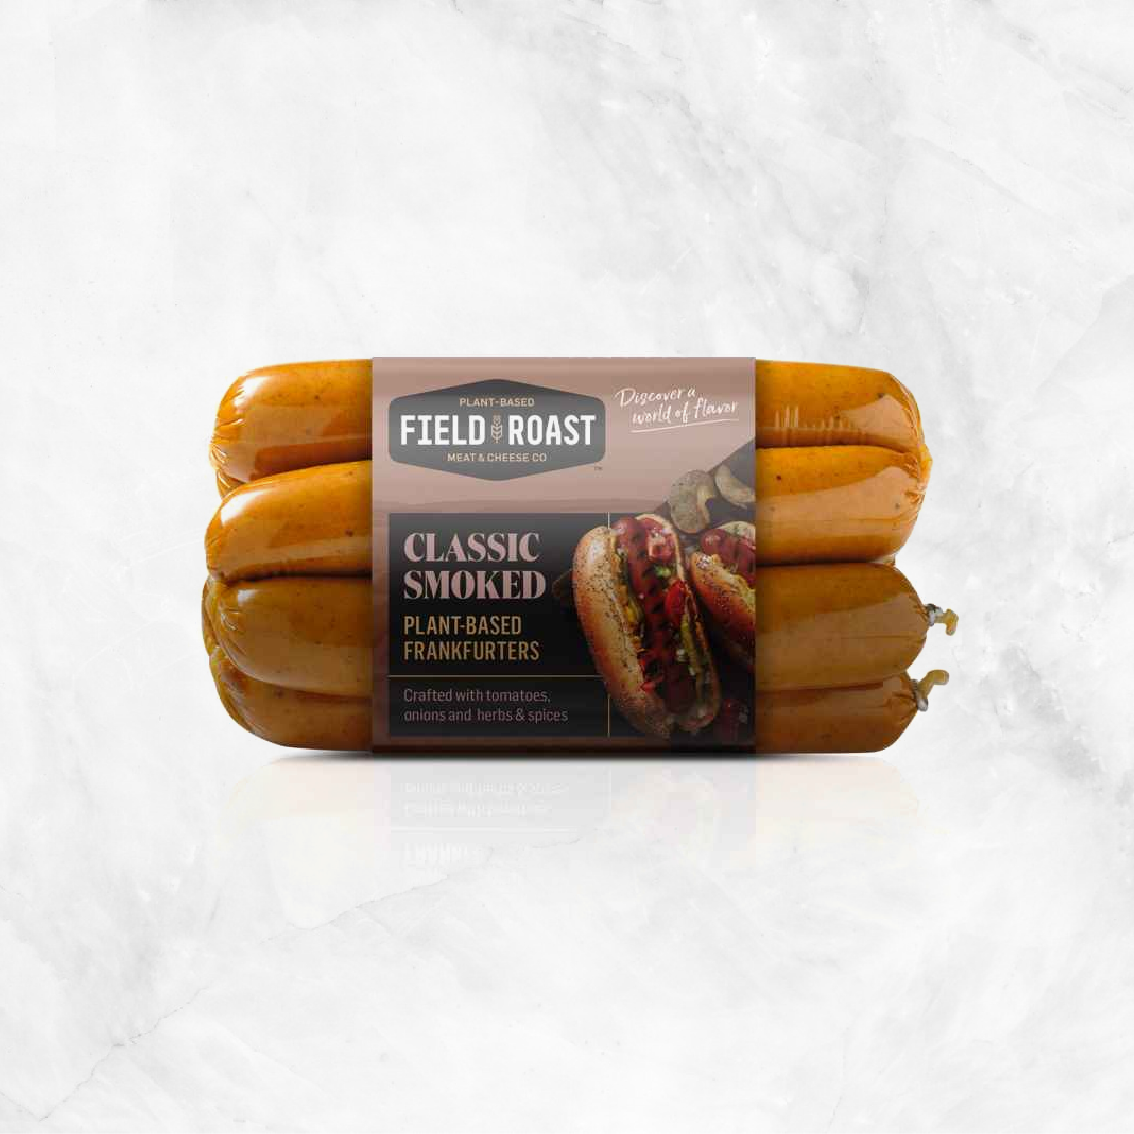 PLANT-BASED
FIELD ROAST
MEAT & CHEESE CO
™
Discover a
world of flavor
CLASSIC
SMOKED
PLANT-BASED
FRANKFURTERS
Crafted with tomatoes,
onions and herbs & spices